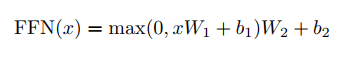 FFN(x) = max(0, xW₁ + b₁)W₂ + b₂